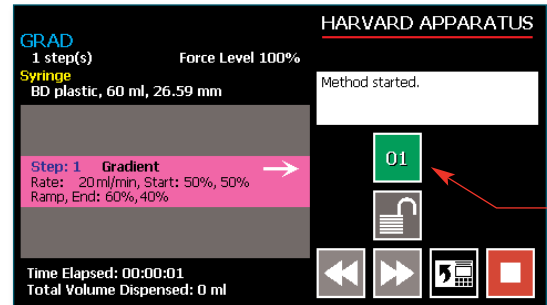 HARVARD APPARATUS
GRAD
1 step(s) Force Level 100%
Syringe
BD plastic, 60 ml, 26.59 mm
Method started.
01
Step: 1 Gradient
Rate: 20 ml/min, Start: 50%, 50%
Ramp, End: 60%,40%
5
Time Elapsed: 00:00:01
Total Volume Dispensed: 0 ml